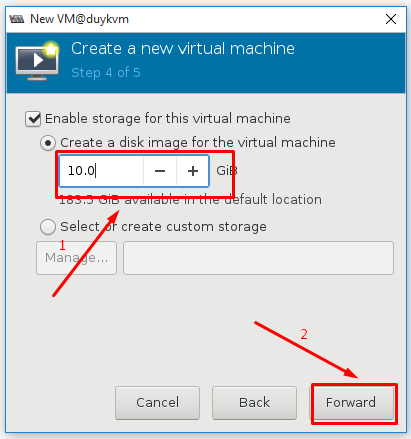 New VM@duykvm
Create a new virtual machine
Step 4 of 5
Enable storage for this virtual machine
Create a disk image for the virtual machine
10.0 − + GiB
183.5 GiB available in the default location
Select or create custom storage
1
Manage...
2
Cancel Back Forward